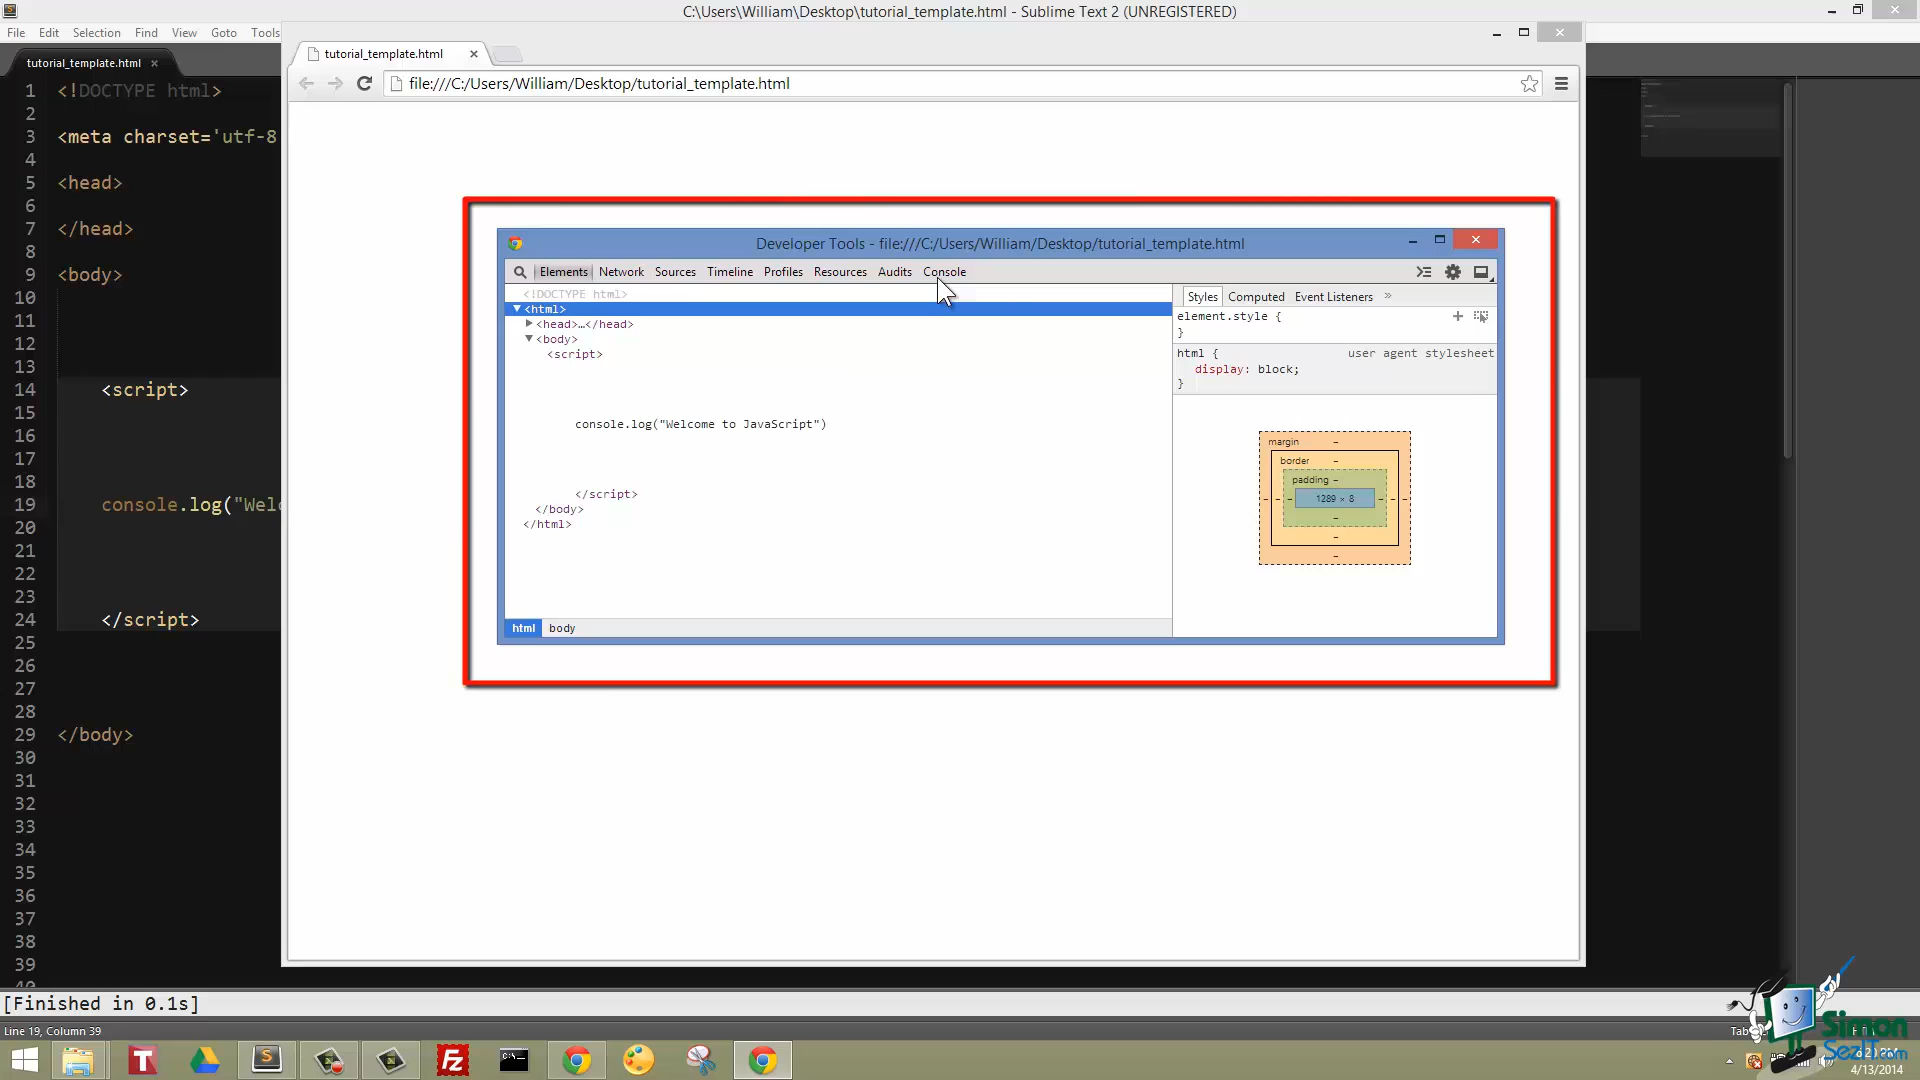 C:\Users\William\Desktop\tutorial_template.html - Sublime Text 2 (UNREGISTERED)
File Edit Selection Find View Goto Tools
tutorial_template.html
tutorial_template.html
file:///C:/Users/William/Desktop/tutorial_template.html
1 <!DOCTYPE html>
2
3 <meta charset='utf-8
4
5 <head>
6
7 </head>
8
9 <body>
10
11
12
13
14 <script>
15
16
17
18
19 console.log("Welc
20
21
22
23
24 </script>
25
26
27
28
29 </body>
30
31
32
33
34
35
36
37
38
39
40
Developer Tools - file:///C:/Users/William/Desktop/tutorial_template.html
Elements Network Sources Timeline Profiles Resources Audits Console
<!DOCTYPE html>
<html>
<head>…</head>
<body>
<script>
console.log("Welcome to JavaScript")
</script>
</body>
</html>
html body
Styles Computed Event Listeners »
element.style {
}
html { user agent stylesheet
display: block;
}
margin –
border –
padding –
– – – 1289 × 8 – – –
–
–
–
[Finished in 0.1s]
Line 19, Column 39
Simon
SezIT.com
4/13/2014